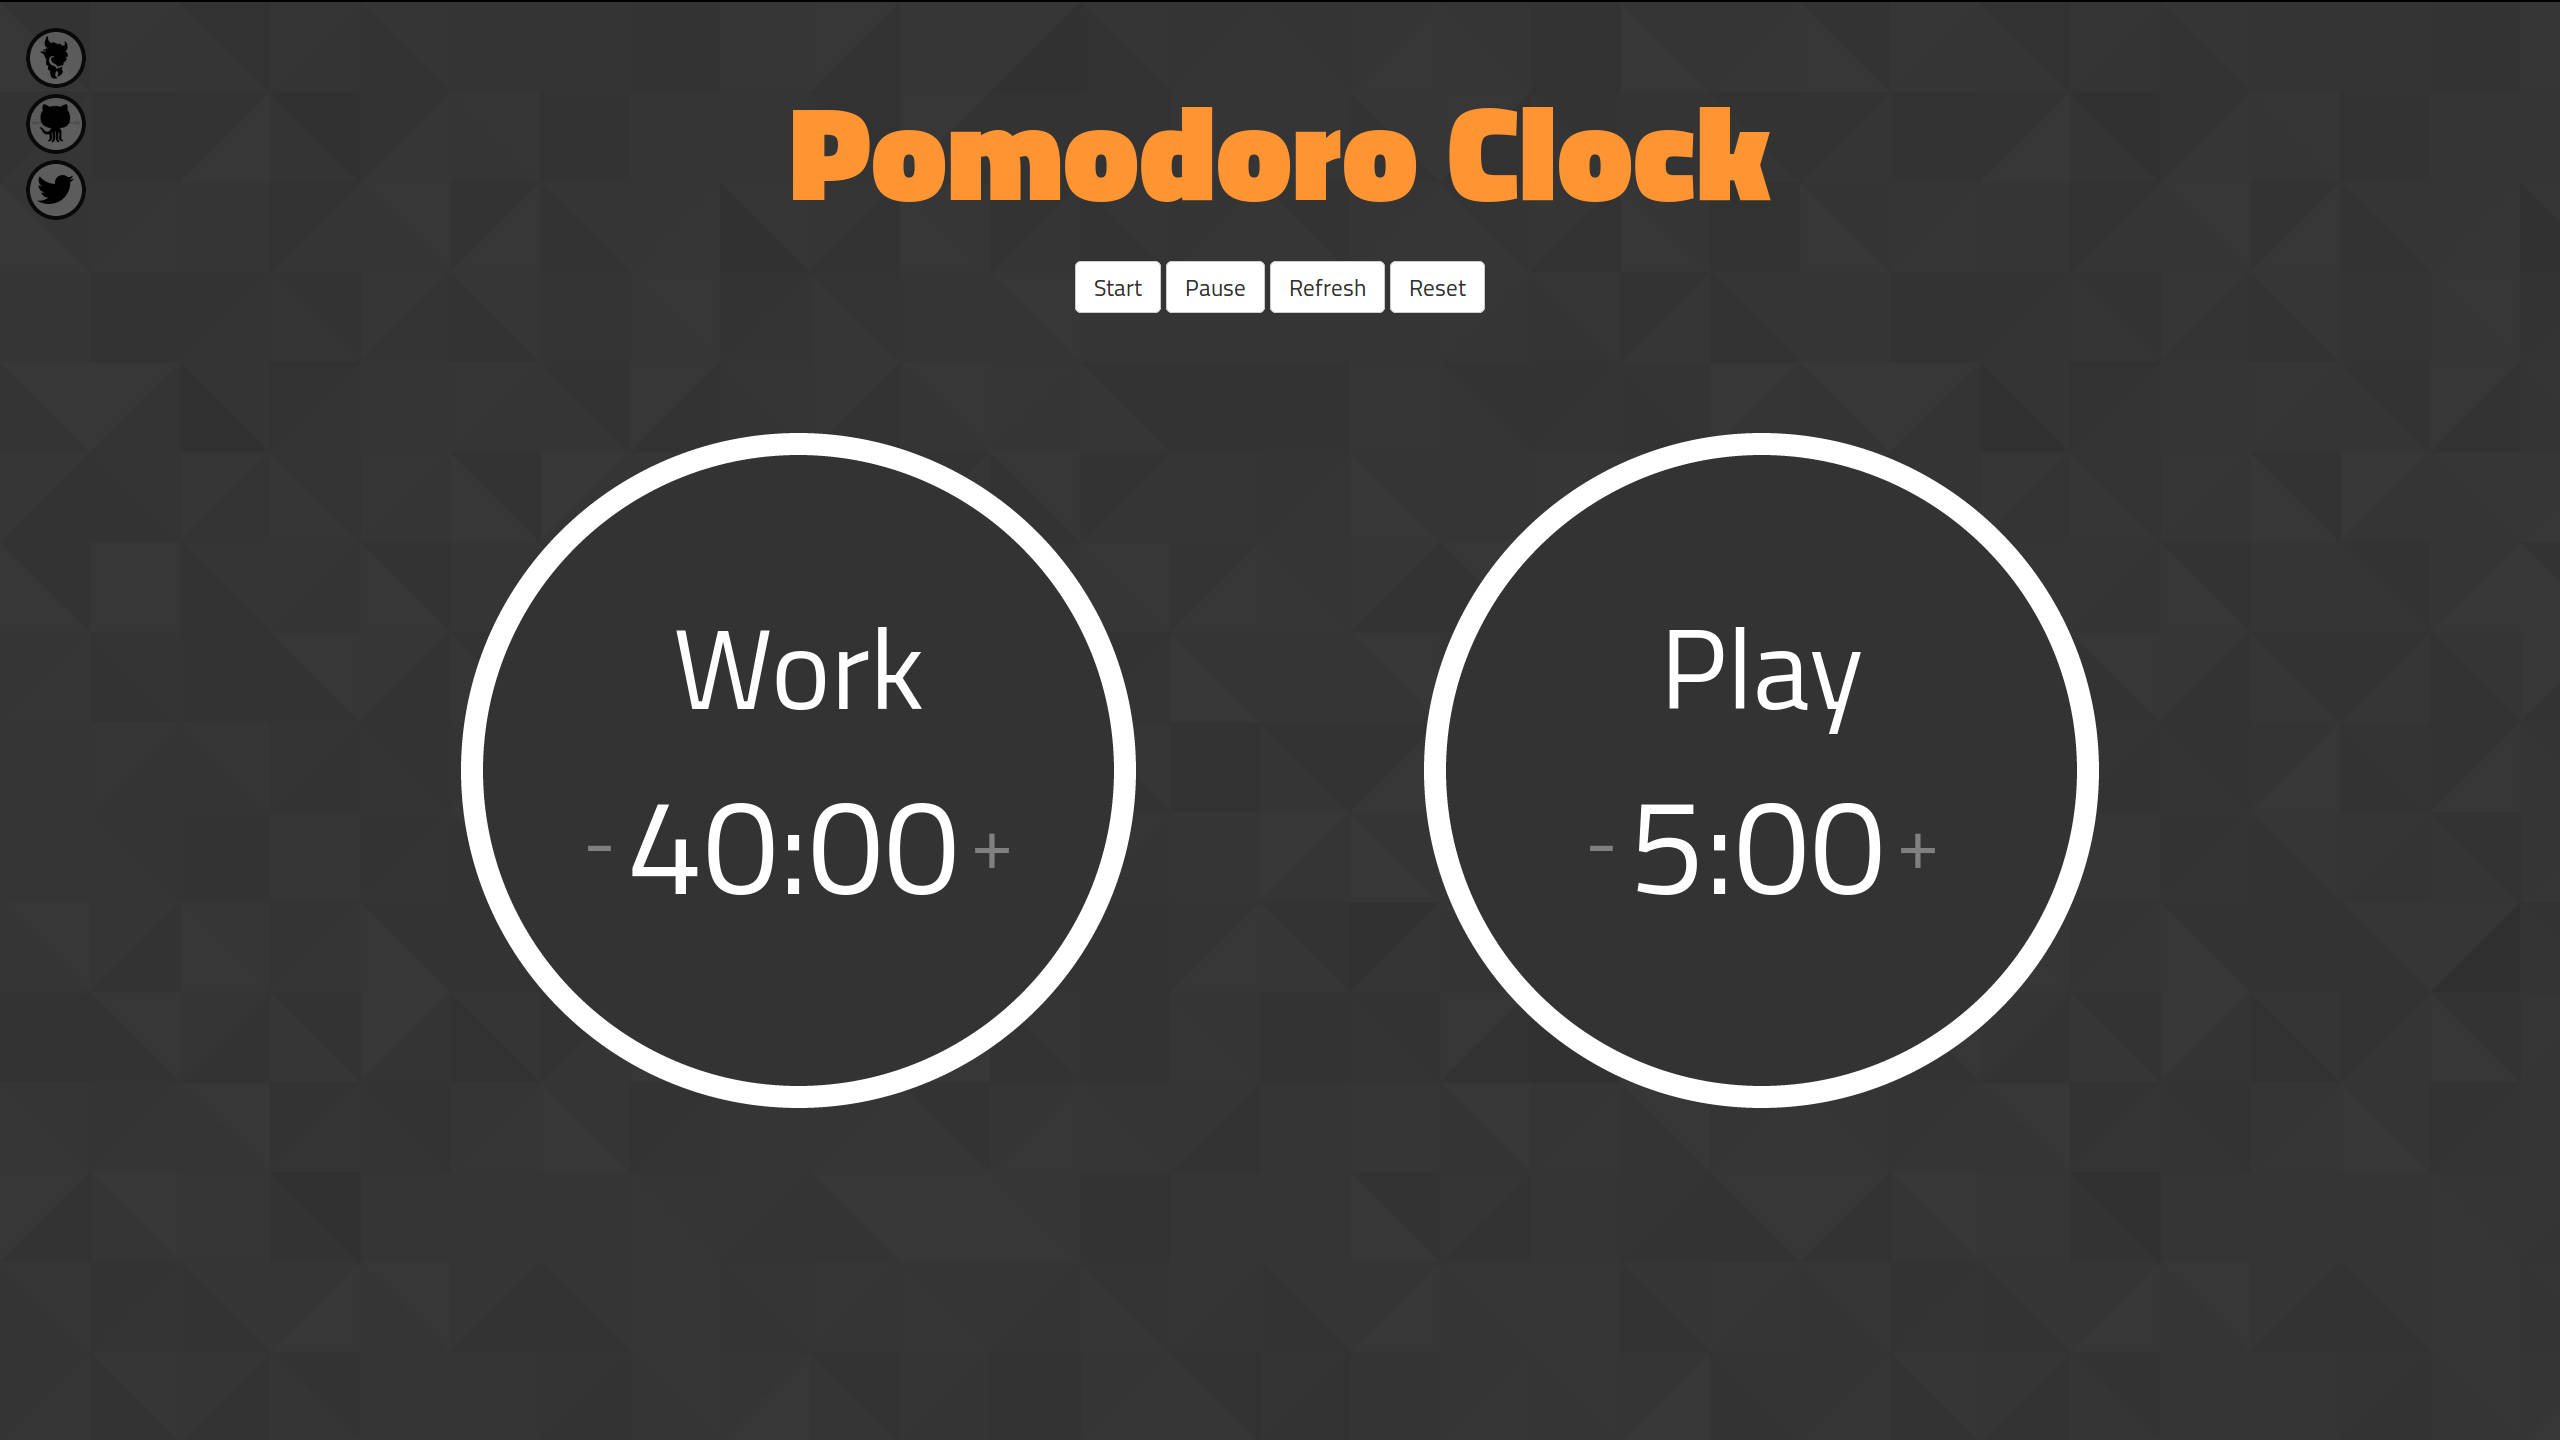 Pomodoro Clock
Start Pause Refresh Reset
Work
- 40:00 +
Play
- 5:00 +